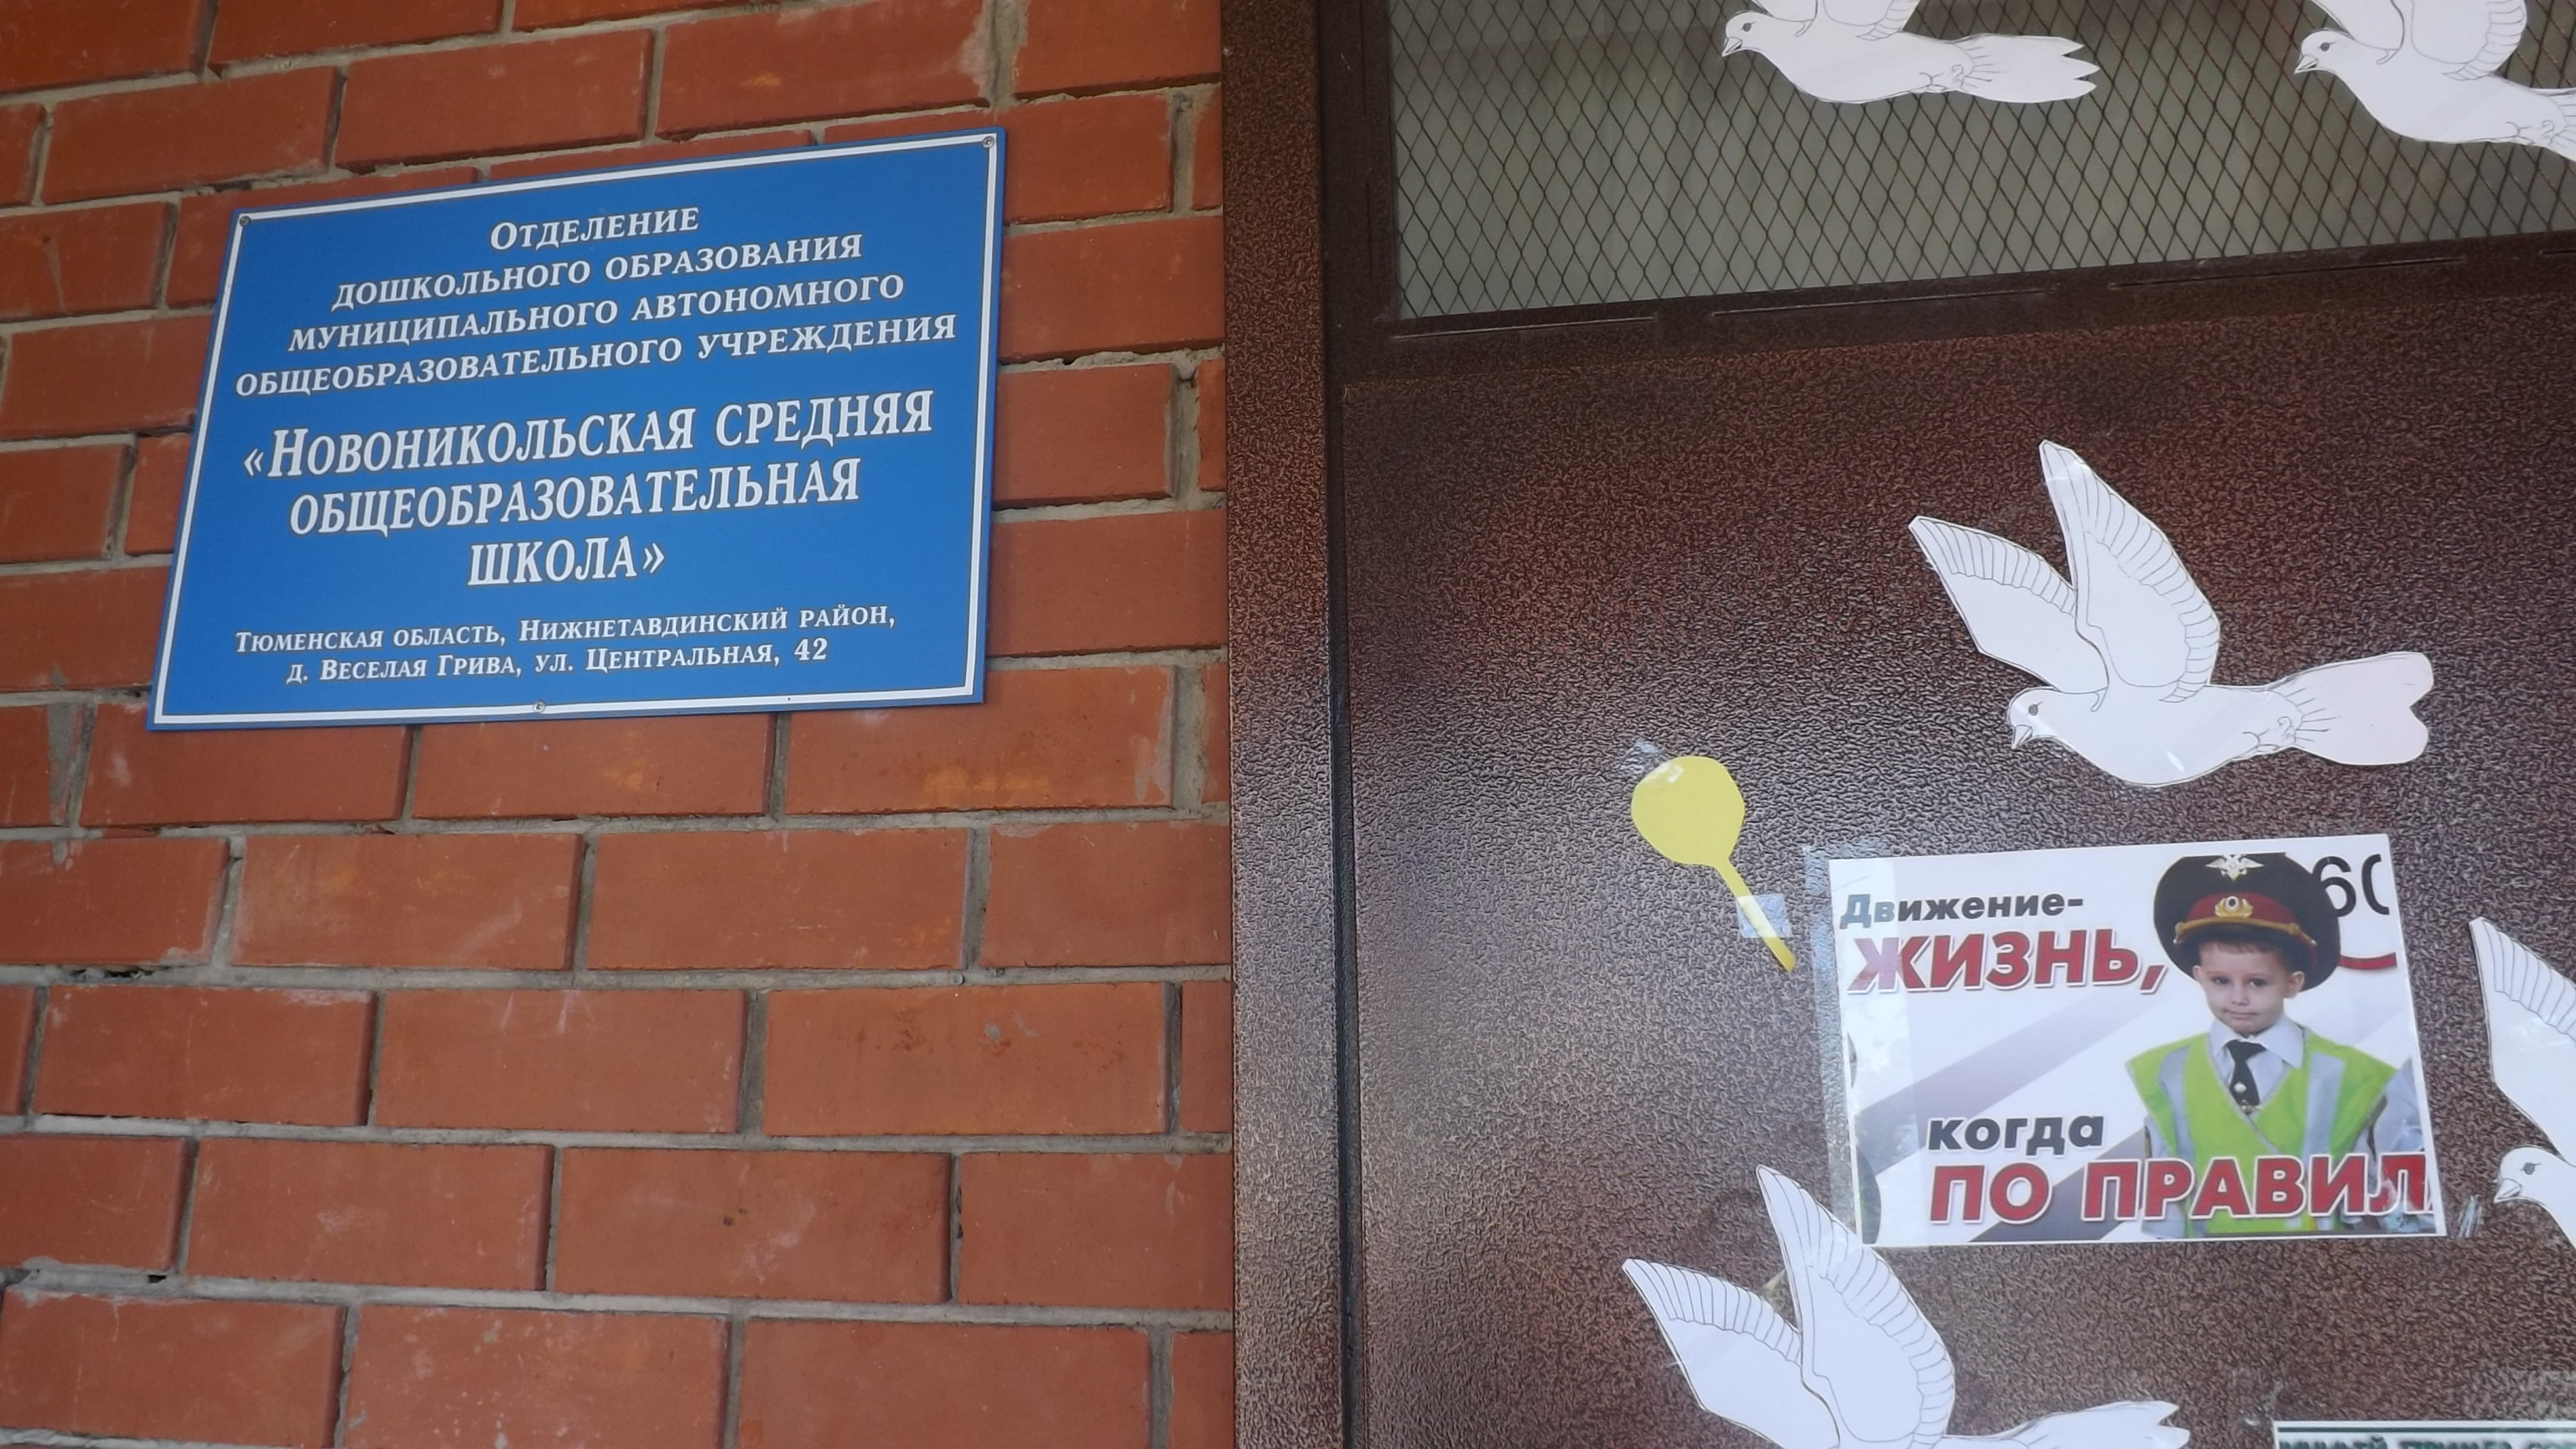 Отделение
дошкольного образования
муниципального автономного
общеобразовательного учреждения
«Новоникольская средняя
общеобразовательная
школа»
Тюменская область, Нижнетавдинский район,
д. Веселая Грива, ул. Центральная, 42
60
Движение-
ЖИЗНЬ,
когда
ПО ПРАВИЛ